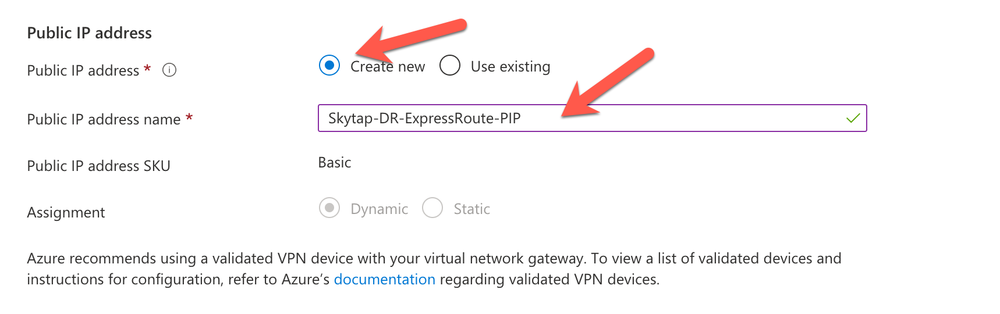 Public IP address
Public IP address * i Create new Use existing
Public IP address name * Skytap-DR-ExpressRoute-PIP
Public IP address SKU Basic
Assignment Dynamic Static
Azure recommends using a validated VPN device with your virtual network gateway. To view a list of validated devices and
instructions for configuration, refer to Azure’s documentation regarding validated VPN devices.